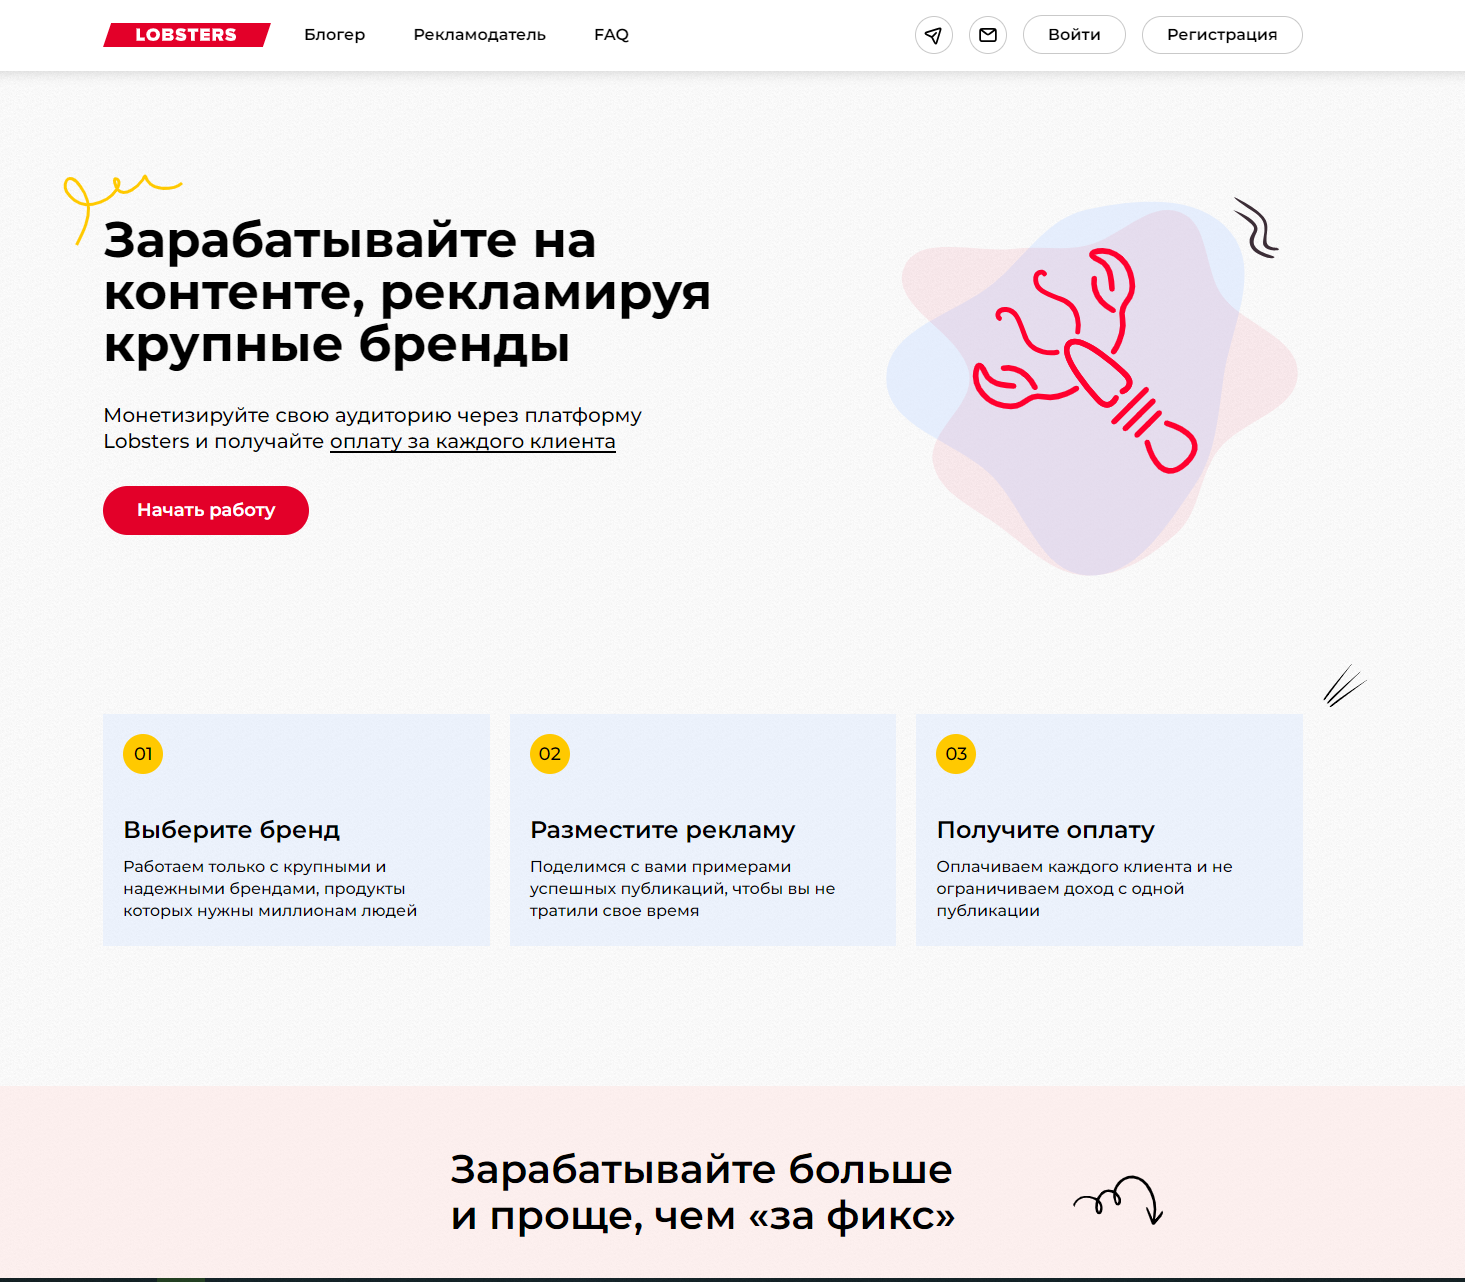 LOBSTERS
Блогер
Рекламодатель
FAQ
Войти
Регистрация
Зарабатывайте на
контенте, рекламируя
крупные бренды
Монетизируйте свою аудиторию через платформу
Lobsters и получайте оплату за каждого клиента
Начать работу
01
Выберите бренд
Работаем только с крупными и
надежными брендами, продукты
которых нужны миллионам людей
02
Разместите рекламу
Поделимся с вами примерами
успешных публикаций, чтобы вы не
тратили свое время
03
Получите оплату
Оплачиваем каждого клиента и не
ограничиваем доход с одной
публикации
Зарабатывайте больше
и проще, чем «за фикс»